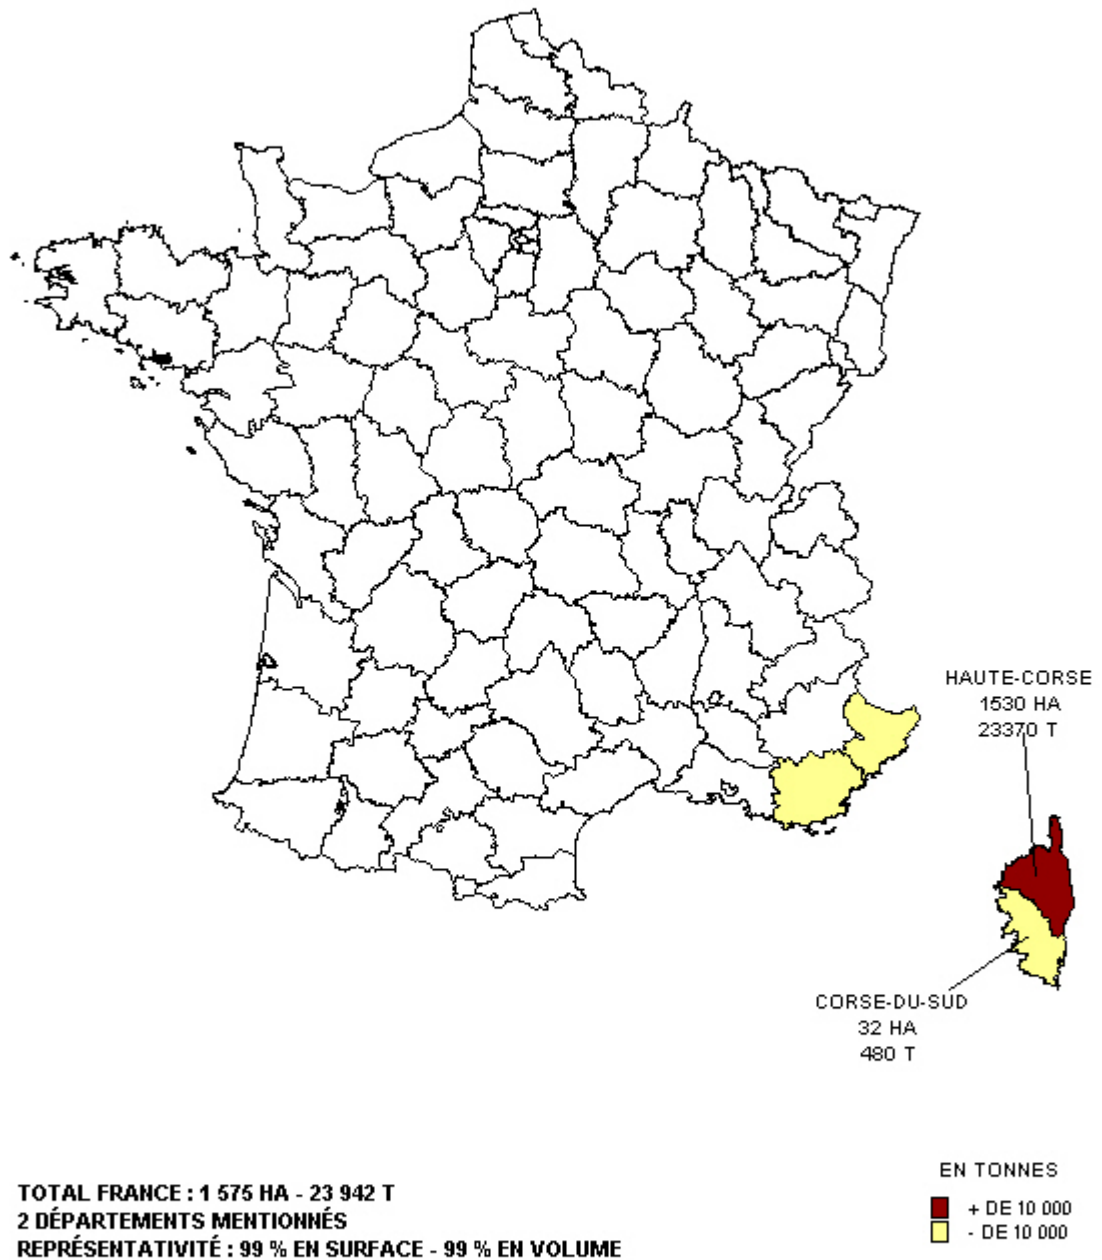 HAUTE-CORSE
1530 HA
23370 T
CORSE-DU-SUD
32 HA
480 T
EN TONNES
+ DE 10 000
- DE 10 000
TOTAL FRANCE : 1 575 HA - 23 942 T
2 DÉPARTEMENTS MENTIONNÉS
REPRÉSENTATIVITÉ : 99 % EN SURFACE - 99 % EN VOLUME